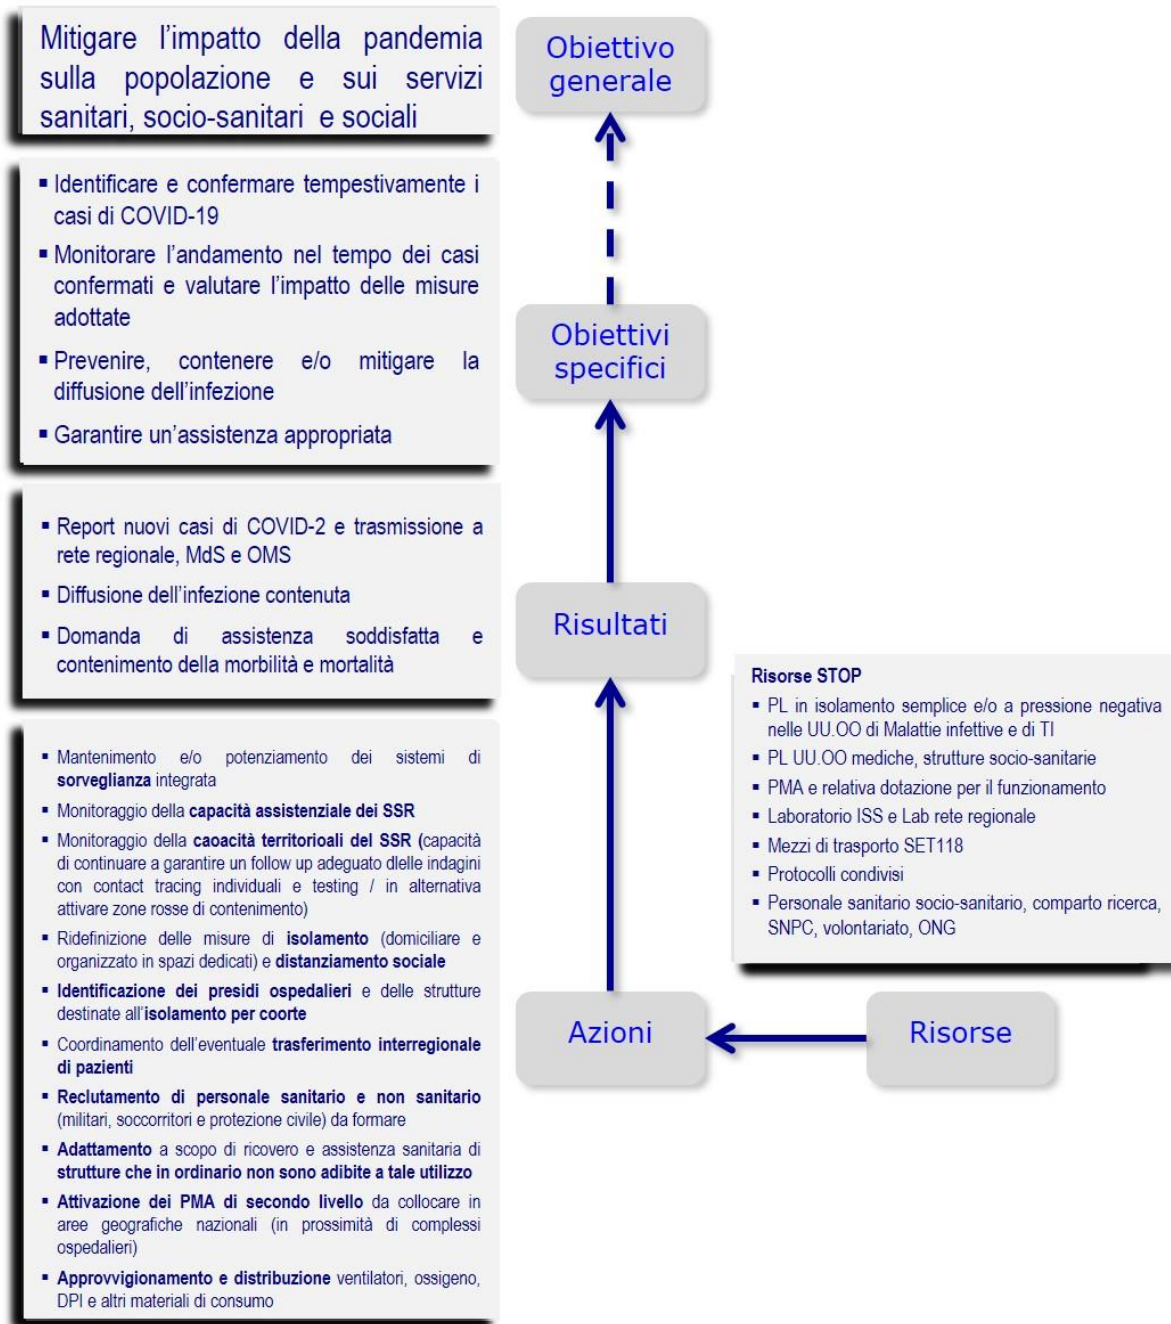 Mitigare l'impatto della pandemia
sulla popolazione e sui servizi
sanitari, socio-sanitari e sociali
Obiettivo
generale
▪ Identificare e confermare tempestivamente i
casi di COVID-19
▪ Monitorare l'andamento nel tempo dei casi
confermati e valutare l'impatto delle misure
adottate
▪ Prevenire, contenere e/o mitigare la
diffusione dell'infezione
▪ Garantire un'assistenza appropriata
Obiettivi
specifici
▪ Report nuovi casi di COVID-2 e trasmissione a
rete regionale, MdS e OMS
▪ Diffusione dell'infezione contenuta
▪ Domanda di assistenza soddisfatta e
contenimento della morbilità e mortalità
Risultati
▪ Mantenimento e/o potenziamento dei sistemi di
sorveglianza integrata
▪ Monitoraggio della capacità assistenziale dei SSR
▪ Monitoraggio della caoacità territorioali del SSR (capacità
di continuare a garantire un follow up adeguato dlelle indagini
con contact tracing individuali e testing / in alternativa
attivare zone rosse di contenimento)
▪ Ridefinizione delle misure di isolamento (domiciliare e
organizzato in spazi dedicati) e distanziamento sociale
▪ Identificazione dei presidi ospedalieri e delle strutture
destinate all'isolamento per coorte
▪ Coordinamento dell'eventuale trasferimento interregionale
di pazienti
▪ Reclutamento di personale sanitario e non sanitario
(militari, soccorritori e protezione civile) da formare
▪ Adattamento a scopo di ricovero e assistenza sanitaria di
strutture che in ordinario non sono adibite a tale utilizzo
▪ Attivazione dei PMA di secondo livello da collocare in
aree geografiche nazionali (in prossimità di complessi
ospedalieri)
▪ Approvvigionamento e distribuzione ventilatori, ossigeno,
DPI e altri materiali di consumo
Azioni
Risorse STOP
▪ PL in isolamento semplice e/o a pressione negativa
nelle UU.OO di Malattie infettive e di TI
▪ PL UU.OO mediche, strutture socio-sanitarie
▪ PMA e relativa dotazione per il funzionamento
▪ Laboratorio ISS e Lab rete regionale
▪ Mezzi di trasporto SET118
▪ Protocolli condivisi
▪ Personale sanitario socio-sanitario, comparto ricerca,
SNPC, volontariato, ONG
Risorse